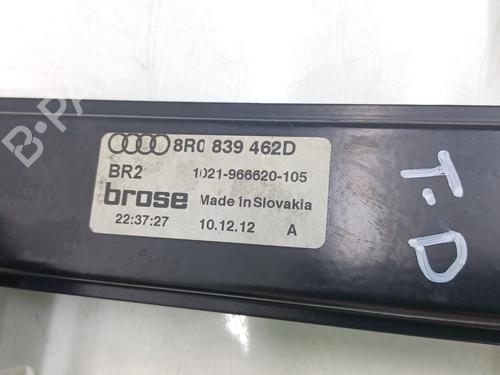 8R0 839 462D
BR2 1021-966620-105
brose Made in Slovakia
22:37:27 10.12.12 A
T.D